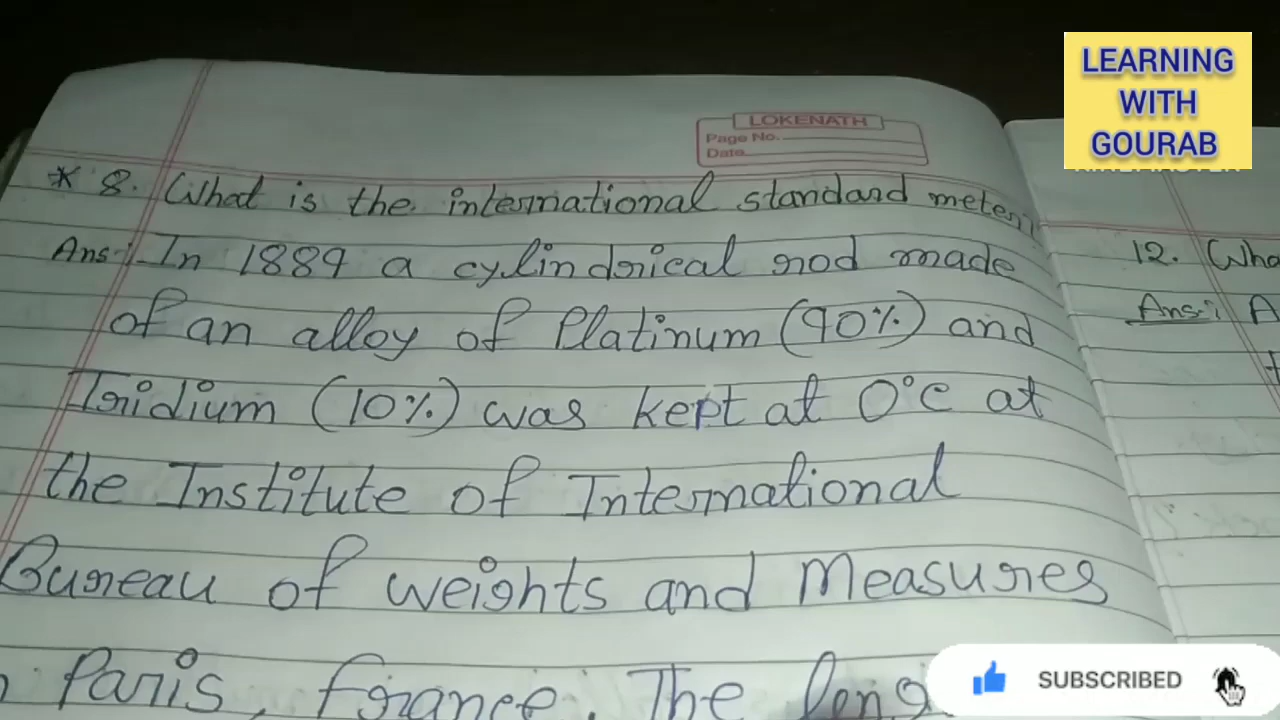 LEARNING
WITH
GOURAB
LOKENATH
Page No.
Date
* 8. What is the international standard meter?
Ans:- In 1889 a cylindrical rod made
of an alloy of Platinum (90%) and
Iridium (10%) was kept at 0°C at
the Institute of International
Bureau of weights and Measures
Paris, France. The leng
12. Wha
Ans:- A
SUBSCRIBED